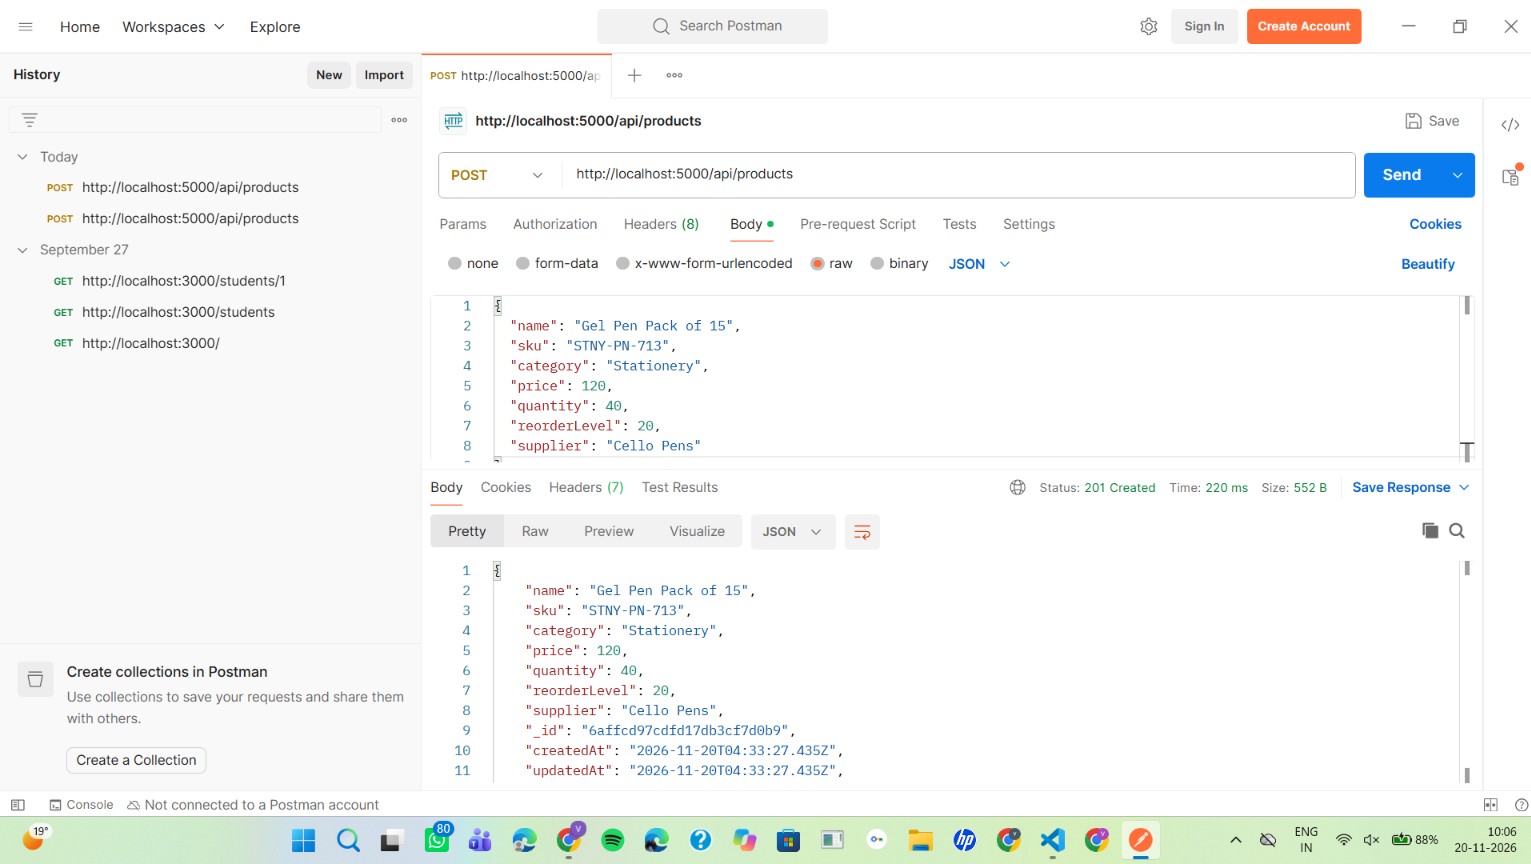 Home Workspaces Explore Search Postman Sign In Create Account
History New Import POST http://localhost:5000/ap
HTTP http://localhost:5000/api/products Save
Today
POST http://localhost:5000/api/products
POST http://localhost:5000/api/products
September 27
GET http://localhost:3000/students/1
GET http://localhost:3000/students
GET http://localhost:3000/
Create collections in Postman
Use collections to save your requests and share them
with others.
Create a Collection
POST http://localhost:5000/api/products Send
Params Authorization Headers (8) Body Pre-request Script Tests Settings Cookies
none form-data x-www-form-urlencoded raw binary JSON Beautify
1 {
2 "name": "Gel Pen Pack of 15",
3 "sku": "STNY-PN-713",
4 "category": "Stationery",
5 "price": 120,
6 "quantity": 40,
7 "reorderLevel": 20,
8 "supplier": "Cello Pens"
Body Cookies Headers (7) Test Results Status: 201 Created Time: 220 ms Size: 552 B Save Response
Pretty Raw Preview Visualize JSON
1 {
2 "name": "Gel Pen Pack of 15",
3 "sku": "STNY-PN-713",
4 "category": "Stationery",
5 "price": 120,
6 "quantity": 40,
7 "reorderLevel": 20,
8 "supplier": "Cello Pens",
9 "_id": "6affcd97cdfd17db3cf7d0b9",
10 "createdAt": "2026-11-20T04:33:27.435Z",
11 "updatedAt": "2026-11-20T04:33:27.435Z",
Console Not connected to a Postman account
19° 80 V V hp V ENG 88% 10:06
IN 20-11-2026